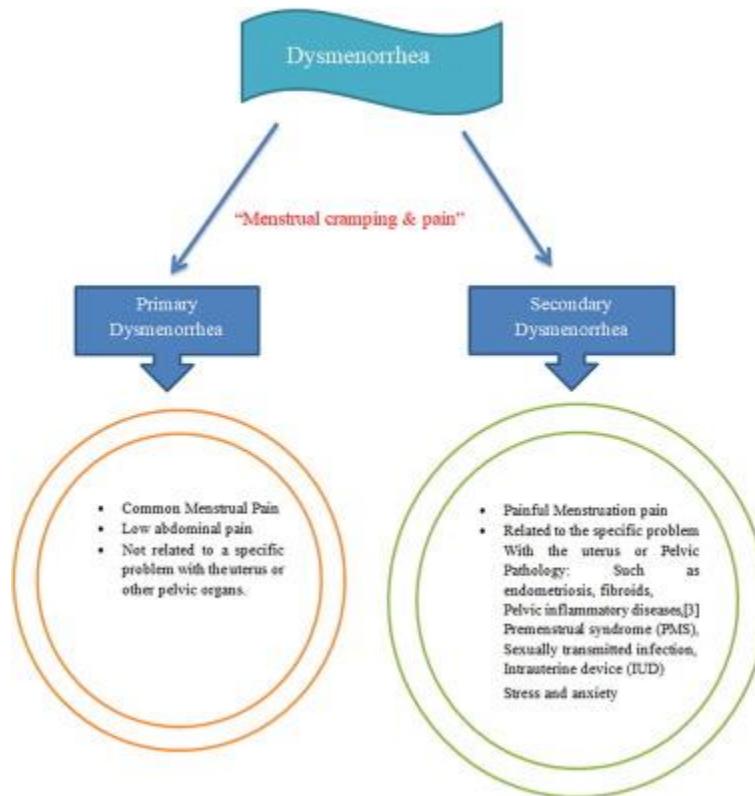 Dysmenorrhea
“Menstrual cramping & pain”
Primary
Dysmenorrhea
Secondary
Dysmenorrhea
• Common Menstrual Pain
• Low abdominal pain
• Not related to a specific
problem with the uterus or
other pelvic organs.
• Painful Menstruation pain
• Related to the specific problem
With the uterus or Pelvic
Pathology: Such as
endometriosis, fibroids,
Pelvic inflammatory diseases,[3]
Premenstrual syndrome (PMS),
Sexually transmitted infection,
Intrauterine device (IUD)
Stress and anxiety